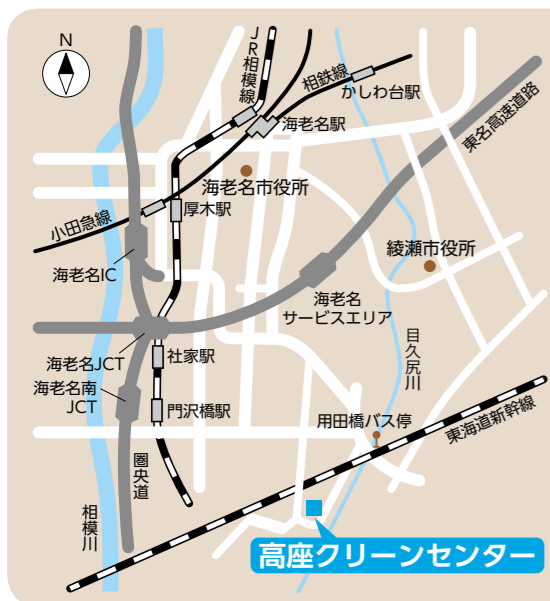 N
JR相模線
相鉄線
かしわ台駅
海老名駅
東名高速道路
海老名市役所
小田急線
厚木駅
綾瀬市役所
海老名IC
海老名
サービスエリア
目久尻川
海老名JCT
社家駅
海老名南
JCT
門沢橋駅
用田橋バス停
東海道新幹線
圏央道
相模川
高座クリーンセンター